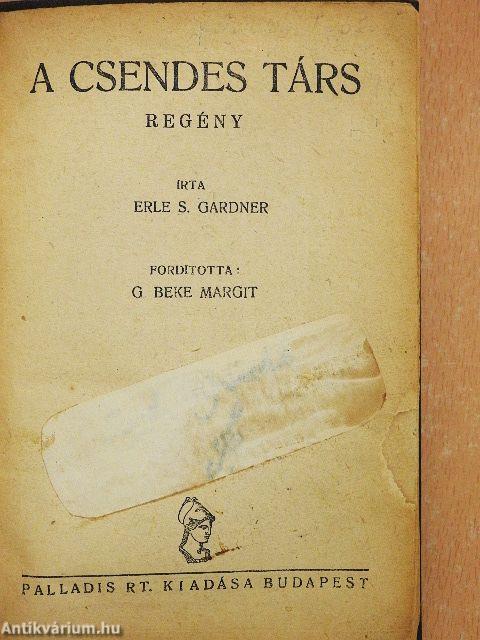 A CSENDES TÁRS
REGÉNY
ÍRTA
ERLE S. GARDNER
FORDÍTOTTA:
G. BEKE MARGIT
PALLADIS RT. KIADÁSA BUDAPEST
Antikvárium.hu